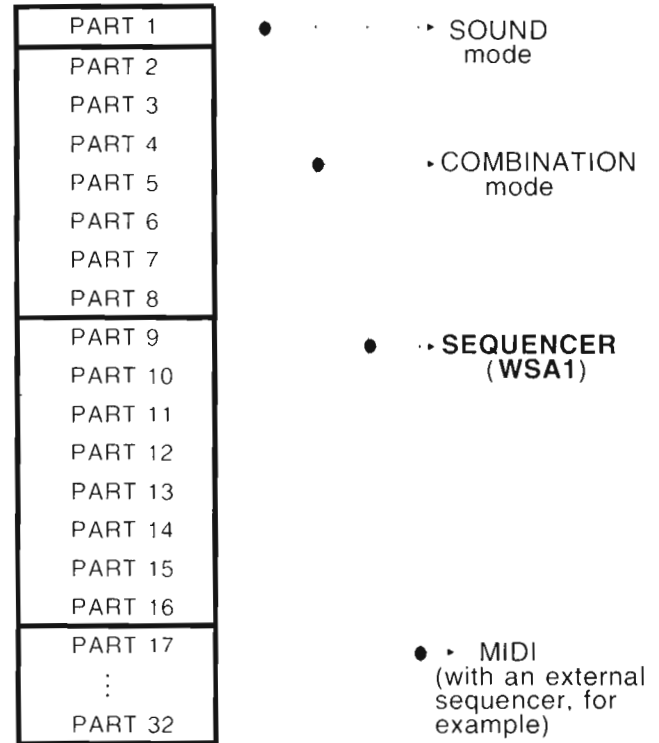 PART 1
SOUND
mode
PART 2
PART 3
PART 4
COMBINATION
mode
PART 5
PART 6
PART 7
PART 8
PART 9
SEQUENCER
(WSA1)
PART 10
PART 11
PART 12
PART 13
PART 14
PART 15
PART 16
PART 17
MIDI
(with an external
sequencer, for
example)
PART 32